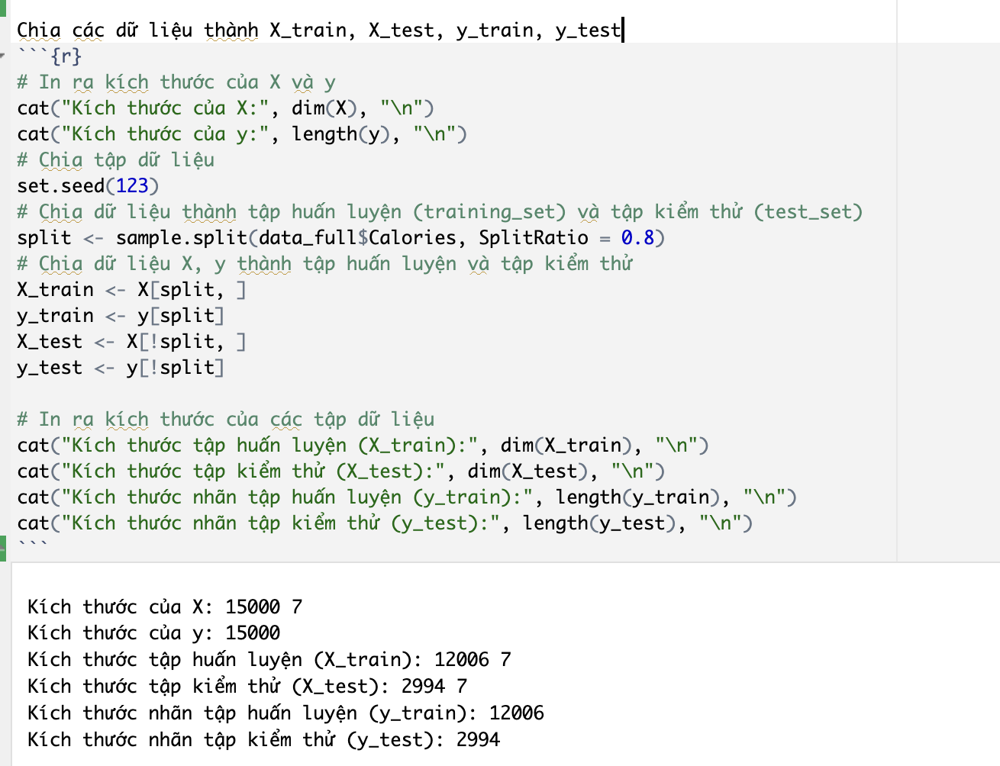 Chia các dữ liệu thành X_train, X_test, y_train, y_test
```{r}
# In ra kích thước của X và y
cat("Kích thước của X:", dim(X), "\n")
cat("Kích thước của y:", length(y), "\n")
# Chia tập dữ liệu
set.seed(123)
# Chia dữ liệu thành tập huấn luyện (training_set) và tập kiểm thử (test_set)
split <- sample.split(data_full$Calories, SplitRatio = 0.8)
# Chia dữ liệu X, y thành tập huấn luyện và tập kiểm thử
X_train <- X[split, ]
y_train <- y[split]
X_test <- X[!split, ]
y_test <- y[!split]

# In ra kích thước của các tập dữ liệu
cat("Kích thước tập huấn luyện (X_train):", dim(X_train), "\n")
cat("Kích thước tập kiểm thử (X_test):", dim(X_test), "\n")
cat("Kích thước nhãn tập huấn luyện (y_train):", length(y_train), "\n")
cat("Kích thước nhãn tập kiểm thử (y_test):", length(y_test), "\n")
```
Kích thước của X: 15000 7
Kích thước của y: 15000
Kích thước tập huấn luyện (X_train): 12006 7
Kích thước tập kiểm thử (X_test): 2994 7
Kích thước nhãn tập huấn luyện (y_train): 12006
Kích thước nhãn tập kiểm thử (y_test): 2994